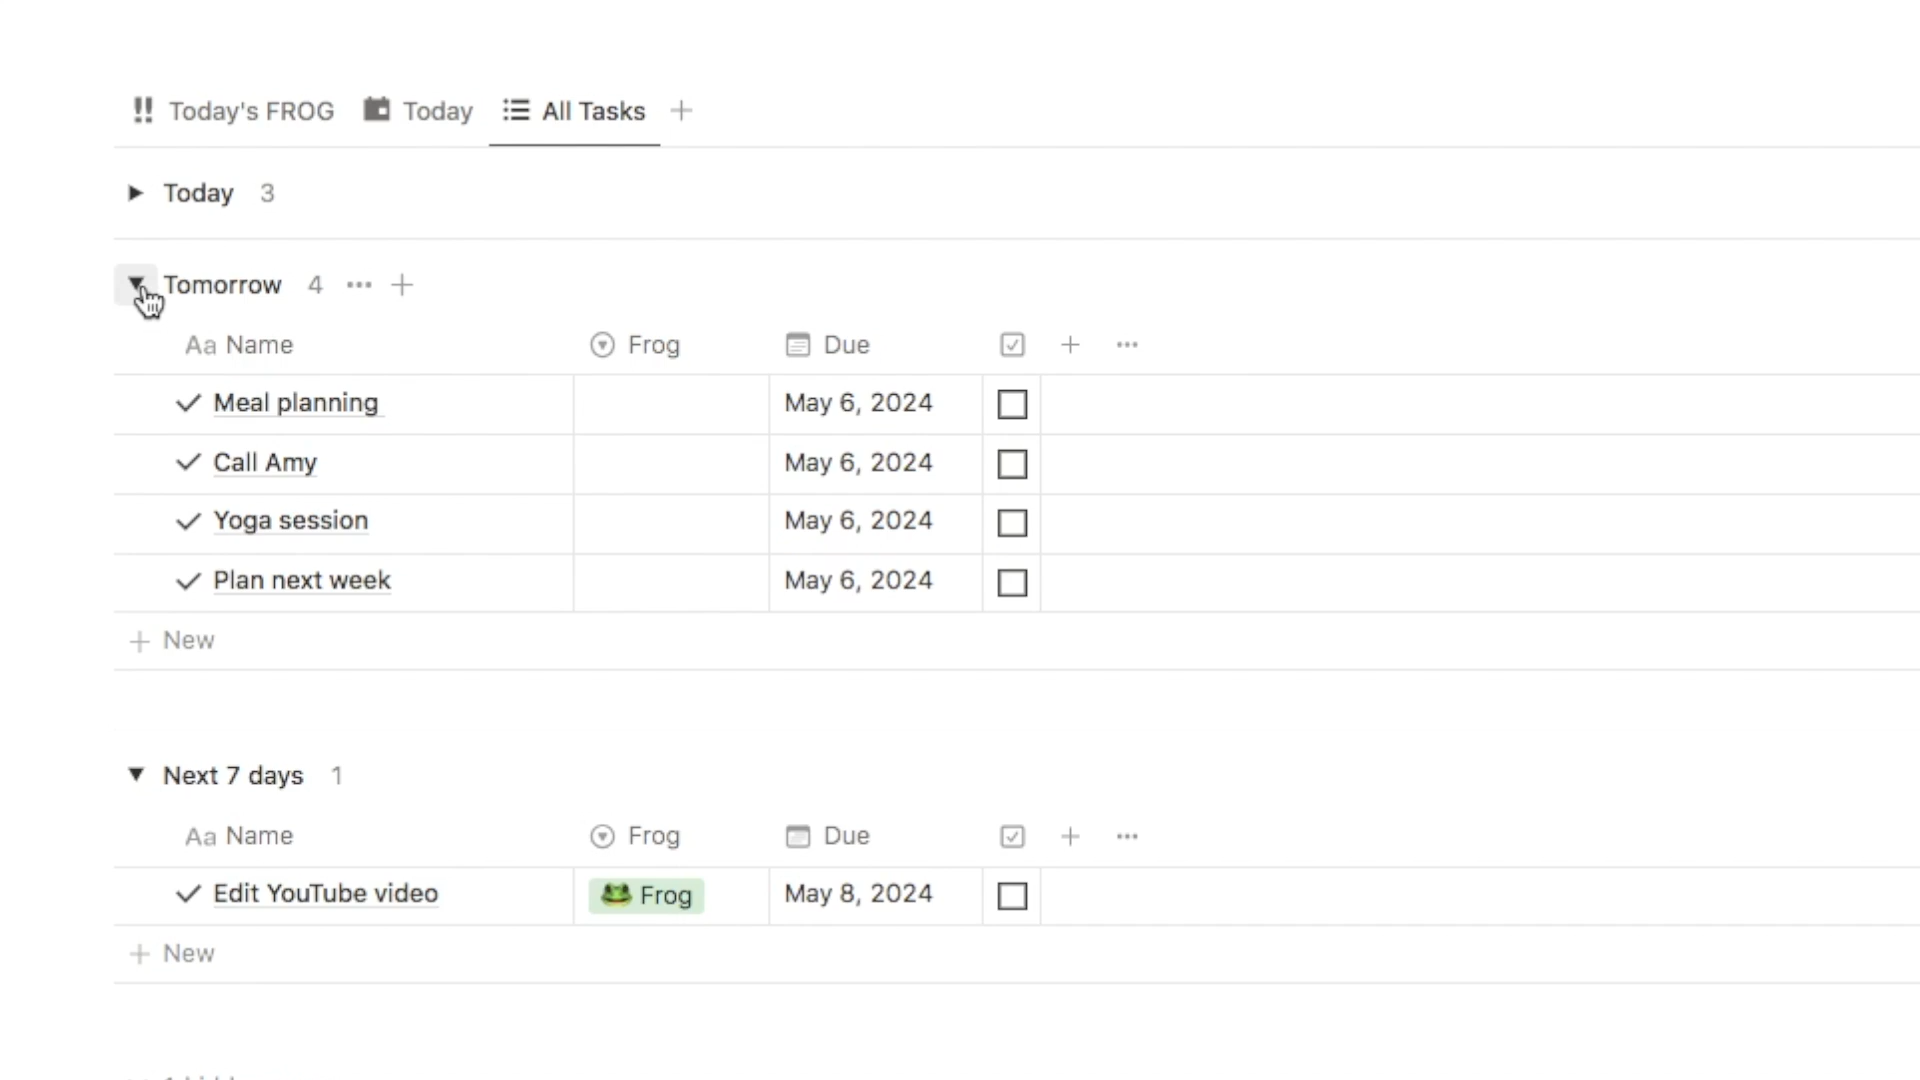 Today's FROG Today All Tasks
Today 3
Tomorrow 4
Aa Name Frog Due
Meal planning May 6, 2024
Call Amy May 6, 2024
Yoga session May 6, 2024
Plan next week May 6, 2024
New
Next 7 days 1
Aa Name Frog Due
Edit YouTube video Frog May 8, 2024
New